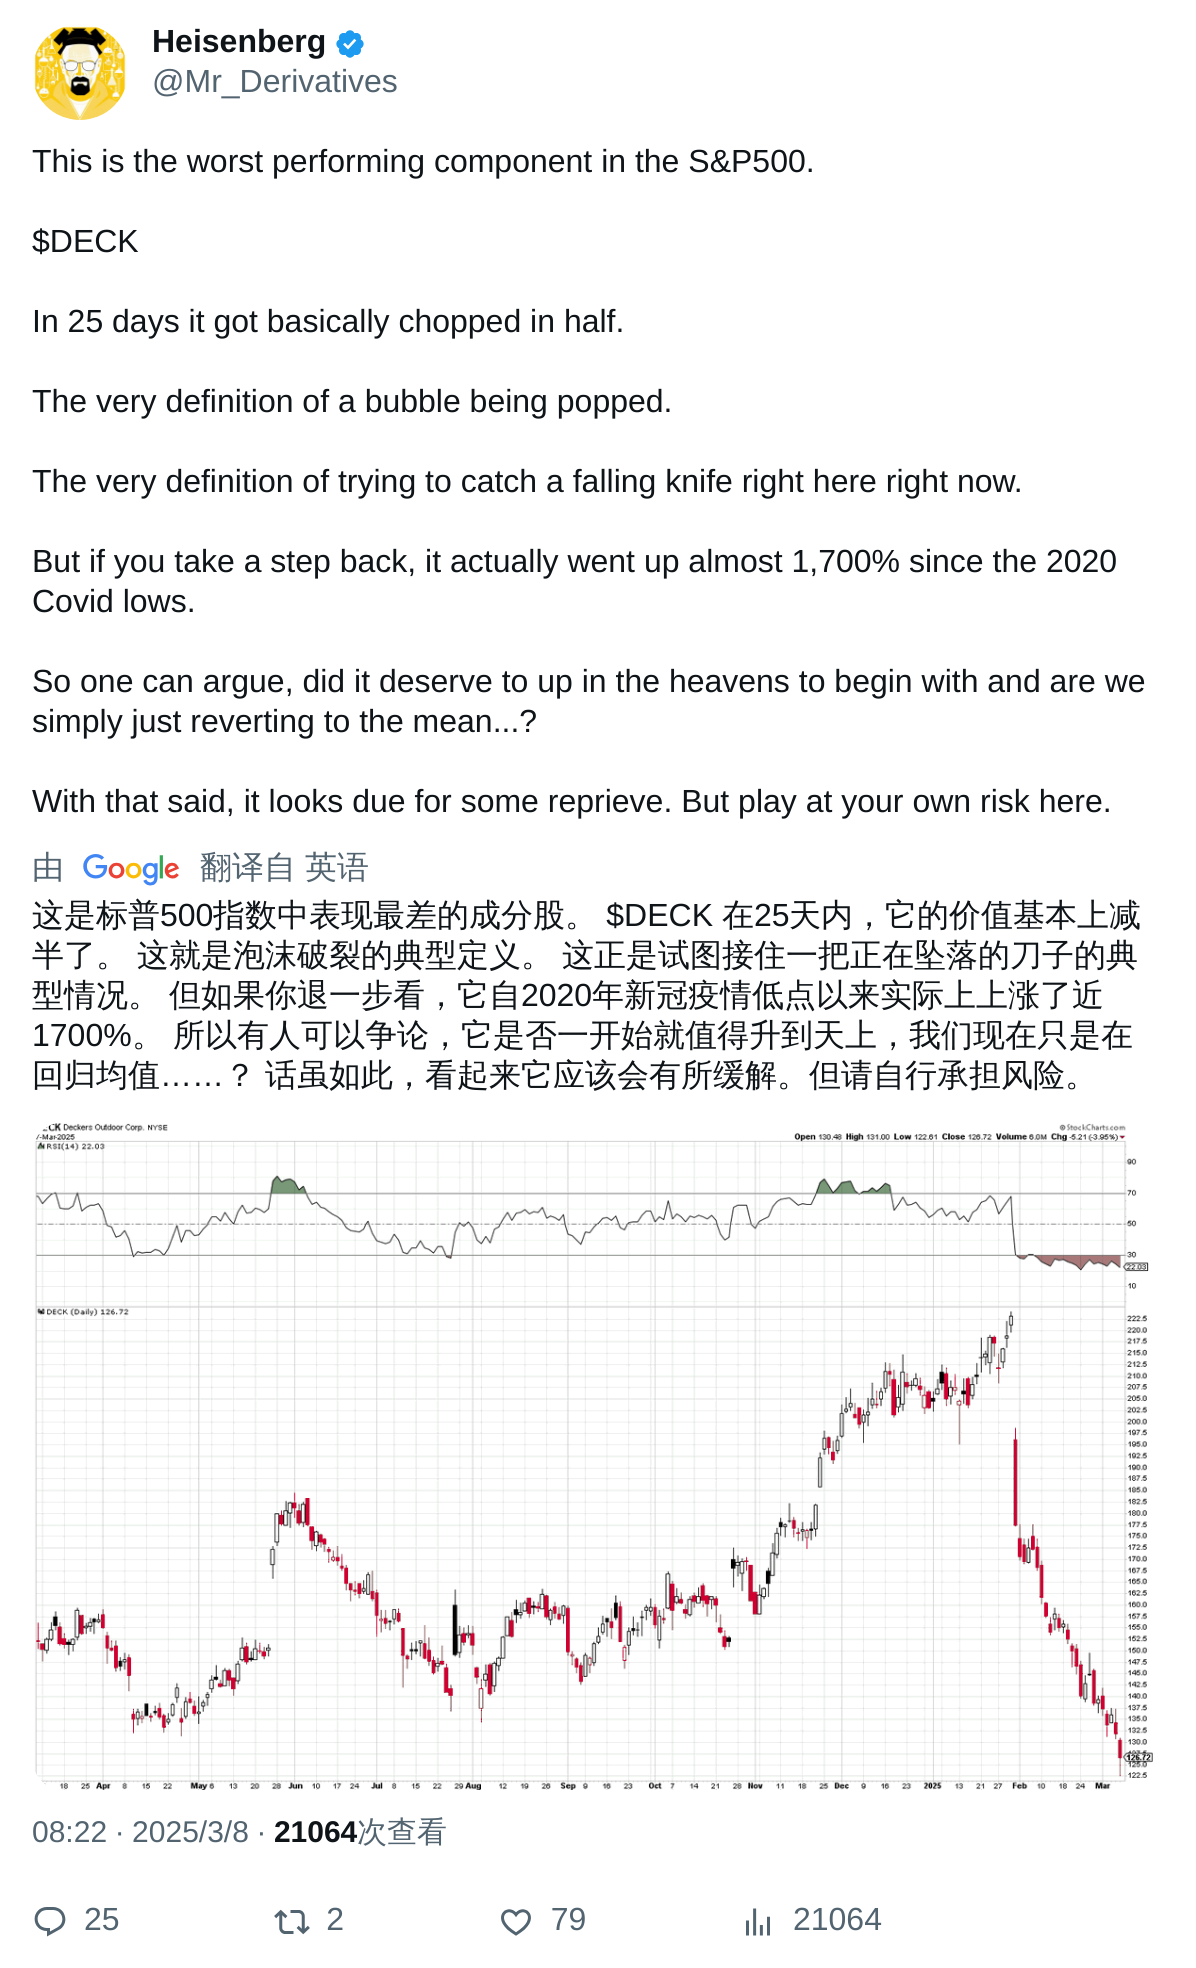 Heisenberg
@Mr_Derivatives
This is the worst performing component in the S&P500.
$DECK
In 25 days it got basically chopped in half.
The very definition of a bubble being popped.
The very definition of trying to catch a falling knife right here right now.
But if you take a step back, it actually went up almost 1,700% since the 2020
Covid lows.
So one can argue, did it deserve to up in the heavens to begin with and are we
simply just reverting to the mean...?
With that said, it looks due for some reprieve. But play at your own risk here.
由 Google 翻译自 英语
这是标普500指数中表现最差的成分股。 $DECK 在25天内，它的价值基本上减
半了。 这就是泡沫破裂的典型定义。 这正是试图接住一把正在坠落的刀子的典
型情况。 但如果你退一步看，它自2020年新冠疫情低点以来实际上上涨了近
1700%。 所以有人可以争论，它是否一开始就值得升到天上，我们现在只是在
回归均值……？ 话虽如此，看起来它应该会有所缓解。但请自行承担风险。
CK Deckers Outdoor Corp. NYSE
© StockCharts.com
7-Mar-2025
Open 130.48 High 131.00 Low 122.61 Close 126.72 Volume 6.0M Chg -5.21 (-3.95%)
RSI(14) 22.03
90
70
50
30
22.03
10
DECK (Daily) 126.72
222.5
220.0
217.5
215.0
212.5
210.0
207.5
205.0
202.5
200.0
197.5
195.0
192.5
190.0
187.5
185.0
182.5
180.0
177.5
175.0
172.5
170.0
167.5
165.0
162.5
160.0
157.5
155.0
152.5
150.0
147.5
145.0
142.5
140.0
137.5
135.0
132.5
130.0
126.72
125.0
122.5
18 25 Apr 8 15 22 May 6 13 20 28 Jun 10 17 24 Jul 8 15 22 29 Aug 12 19 26 Sep 9 16 23 Oct 7 14 21 28 Nov 11 18 25 Dec 9 16 23 2025 13 21 27 Feb 10 18 24 Mar
08:22 · 2025/3/8 · 21064次查看
25 2 79 21064